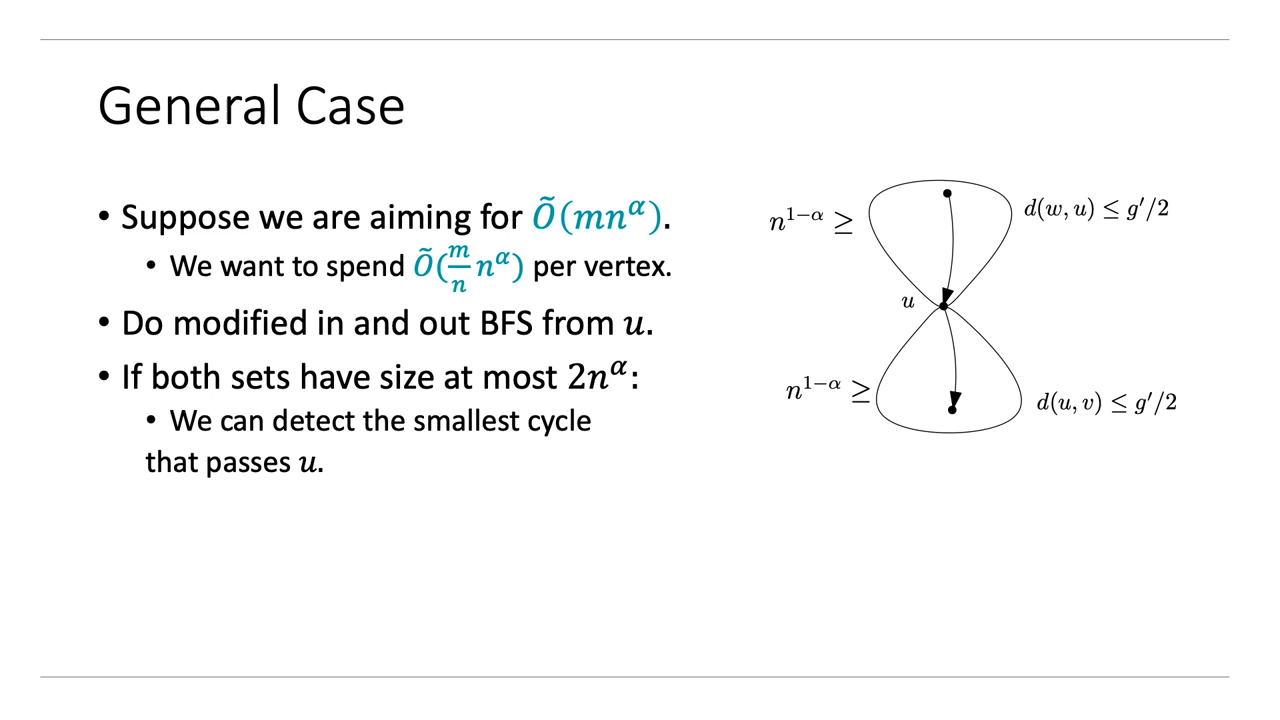 General Case
• Suppose we are aiming for Õ(mn^α).
• We want to spend Õ(m/n n^α) per vertex.
• Do modified in and out BFS from u.
• If both sets have size at most 2n^α:
• We can detect the smallest cycle
that passes u.
n^{1−α} ≥
d(w, u) ≤ g′/2
u
n^{1−α} ≥
d(u, v) ≤ g′/2